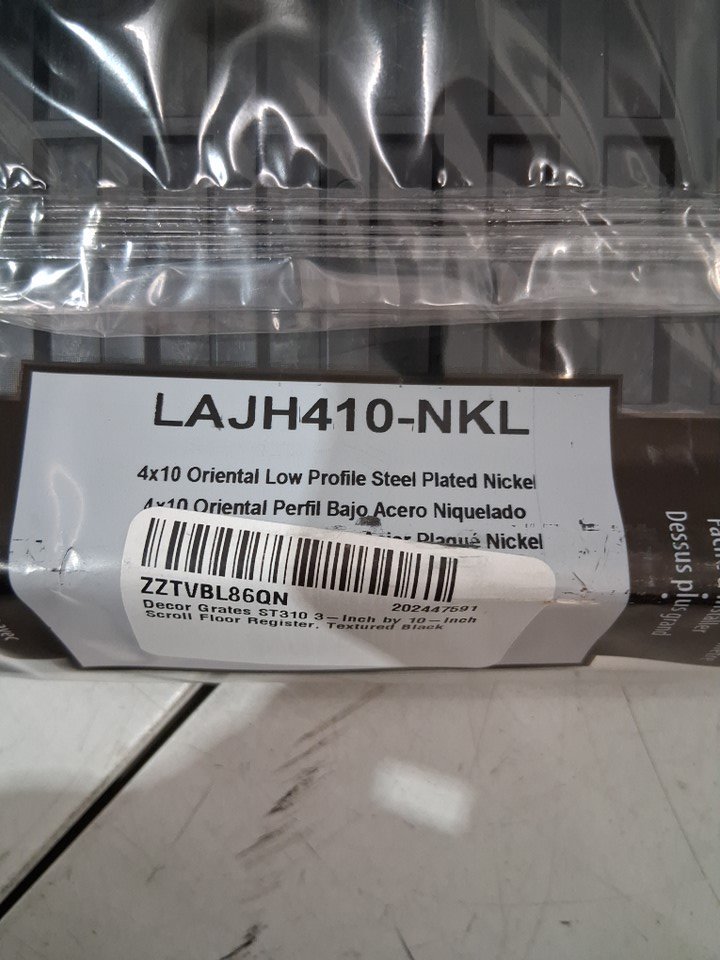 LAJH410-NKL
4x10 Oriental Low Profile Steel Plated Nickel
4x10 Oriental Perfil Bajo Acero Niquelado
Plaqué Nickel
ZZTVBL86QN
202447591
Decor Grates ST310 3-Inch by 10-Inch
Scroll Floor Register, Textured Black
Dessus plus grand